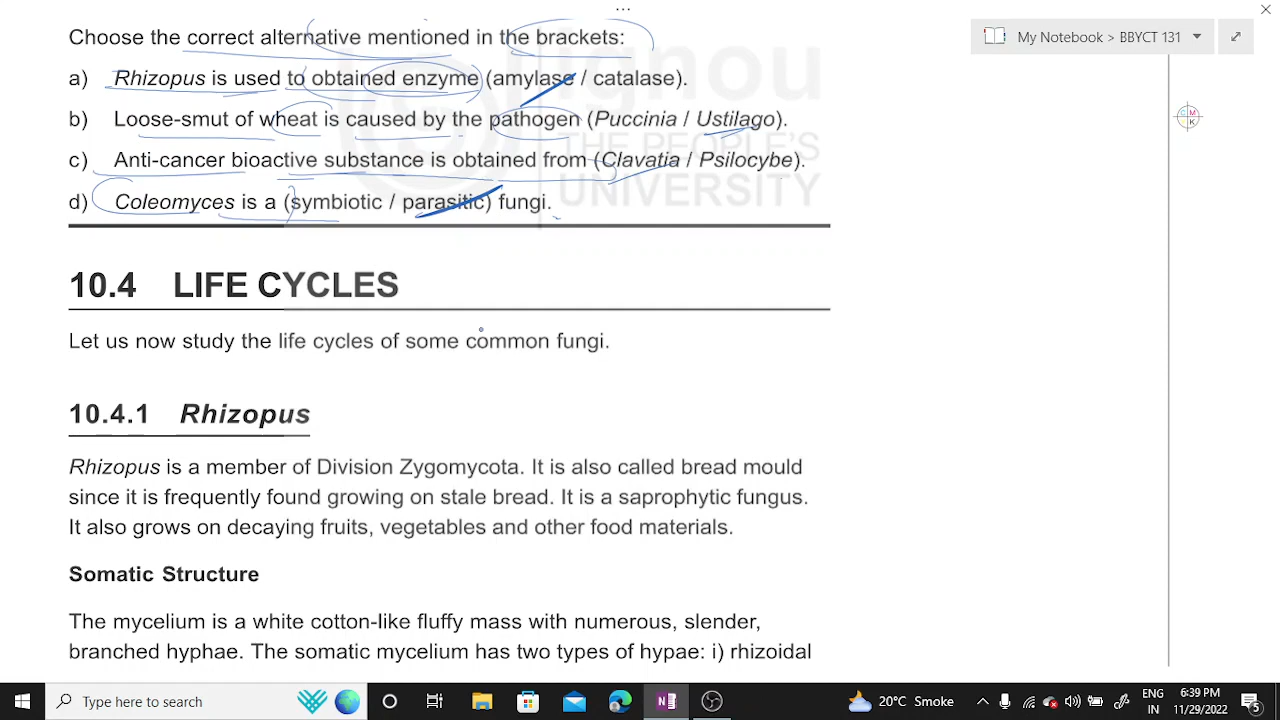 ...
My Notebook > BBYCT 131
Choose the correct alternative mentioned in the brackets:
a) Rhizopus is used to obtained enzyme (amylase / catalase).
b) Loose-smut of wheat is caused by the pathogen (Puccinia / Ustilago).
c) Anti-cancer bioactive substance is obtained from (Clavatia / Psilocybe).
d) Coleomyces is a (symbiotic / parasitic) fungi.
ignou
THE PEOPLE'S
UNIVERSITY
10.4 LIFE CYCLES
Let us now study the life cycles of some common fungi.
10.4.1 Rhizopus
Rhizopus is a member of Division Zygomycota. It is also called bread mould
since it is frequently found growing on stale bread. It is a saprophytic fungus.
It also grows on decaying fruits, vegetables and other food materials.
Somatic Structure
The mycelium is a white cotton-like fluffy mass with numerous, slender,
branched hyphae. The somatic mycelium has two types of hypae: i) rhizoidal
C M
K
Type here to search
20°C Smoke
ENG
IN
6:39 PM
11/29/2022
5